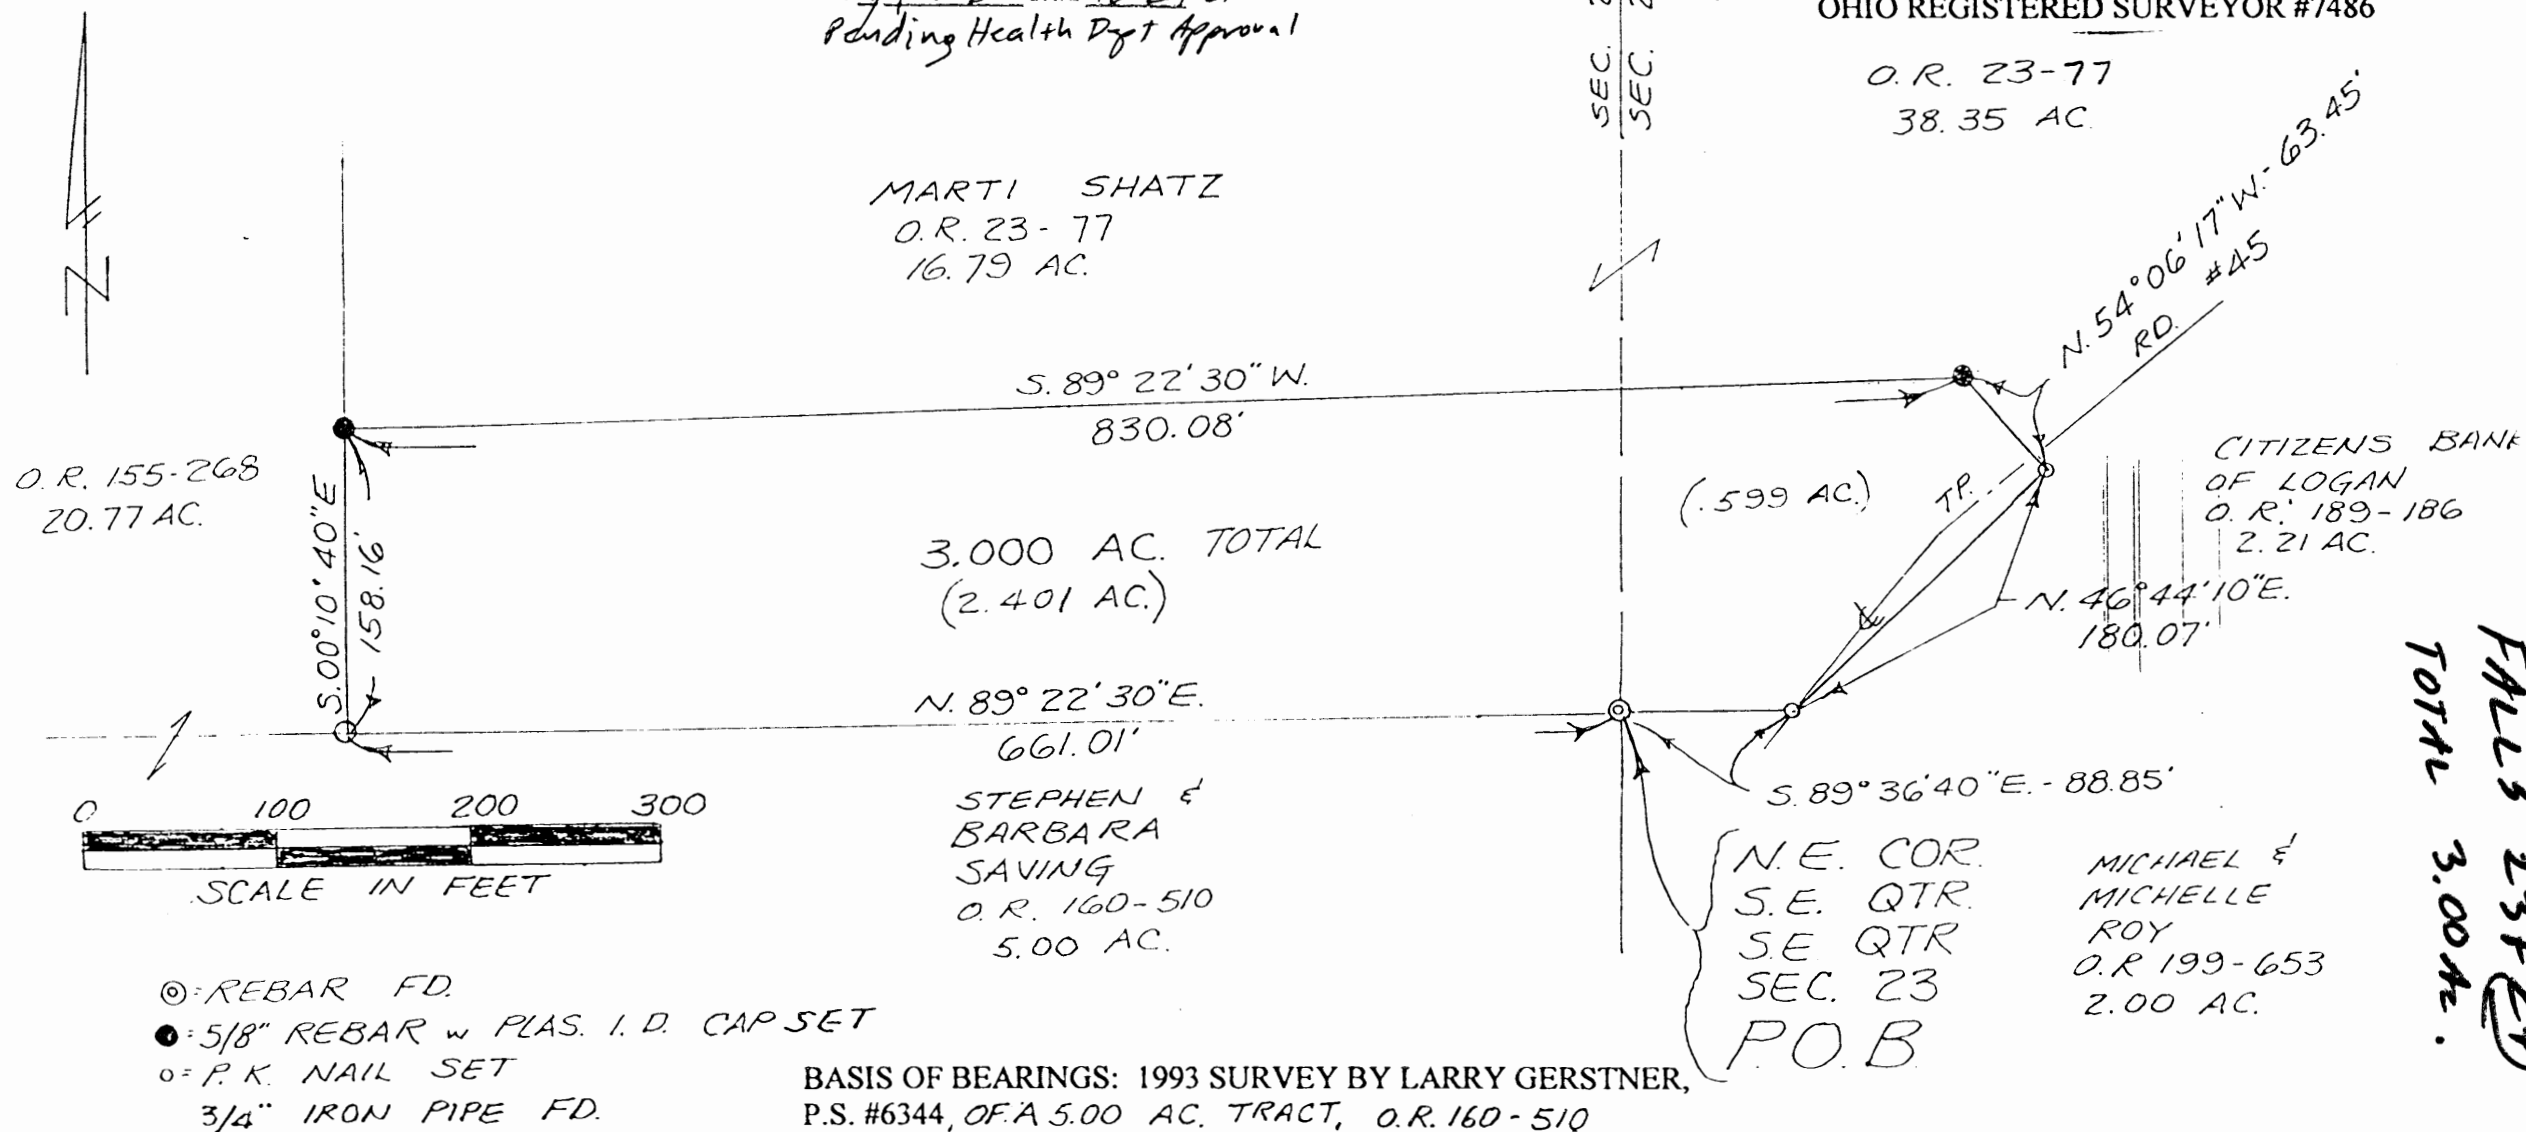 Pending Health Dept Approval
OHIO REGISTERED SURVEYOR #7486
SEC.
SEC.
O.R. 23-77
38.35 AC.
N. 54°06'17"W.- 63.45'
RD. #45
MARTI SHATZ
O.R. 23-77
16.79 AC.
N
S. 89° 22' 30" W.
830.08'
O.R. 155-268
20.77 AC.
S.00°10'40"E
158.16'
3.000 AC. TOTAL
(2.401 AC.)
(.599 AC.)
TP.
CITIZENS BANK
OF LOGAN
O.R. 189-186
2.21 AC.
N. 46°44'10"E.
180.07'
N. 89° 22' 30"E.
661.01'
S. 89°36'40"E. - 88.85'
0 100 200 300
SCALE IN FEET
STEPHEN &
BARBARA
SAVING
O.R. 160-510
5.00 AC.
N.E. COR.
S.E. QTR.
S.E. QTR
SEC. 23
P.O.B
MICHAEL &
MICHELLE
ROY
O.R 199-653
2.00 AC.
FALLS
TOTAL 3.00Ac.
◎=REBAR FD.
●=5/8" REBAR w PLAS. I.D. CAP SET
o=P.K. NAIL SET
3/4" IRON PIPE FD.
BASIS OF BEARINGS: 1993 SURVEY BY LARRY GERSTNER,
P.S. #6344, OF A 5.00 AC. TRACT, O.R. 160-510